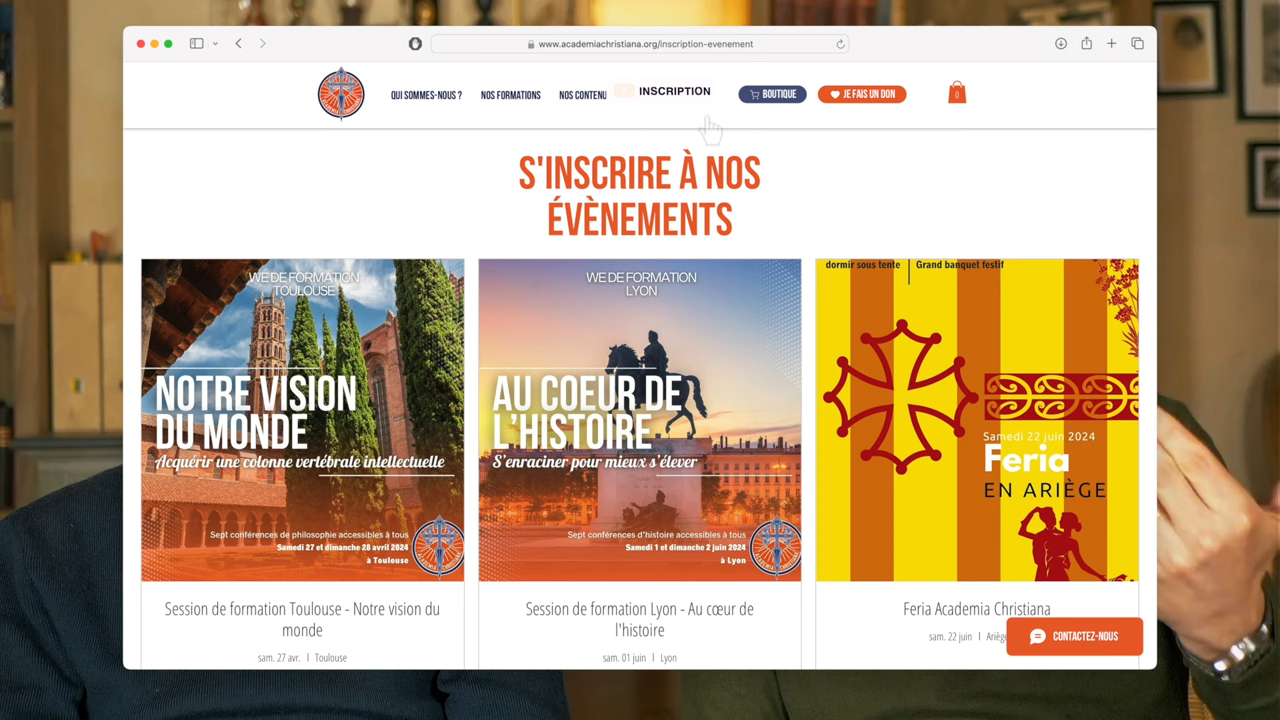 www.academiachristiana.org/inscription-evenement
QUI SOMMES-NOUS ?
NOS FORMATIONS
NOS CONTENU
INSCRIPTION
BOUTIQUE
JE FAIS UN DON
0
S'INSCRIRE À NOS
ÉVÈNEMENTS
WE DE FORMATION
TOULOUSE
NOTRE VISION
DU MONDE
Acquérir une colonne vertébrale intellectuelle
Sept conférences de philosophie accessibles à tous
Samedi 27 et dimanche 28 avril 2024
à Toulouse
WE DE FORMATION
LYON
AU COEUR DE
L'HISTOIRE
S'enraciner pour mieux s'élever
Sept conférences d'histoire accessibles à tous
Samedi 1 et dimanche 2 juin 2024
à Lyon
dormir sous tente
Grand banquet festif
Samedi 22 juin 2024
Feria
EN ARIÈGE
Session de formation Toulouse - Notre vision du
monde
sam. 27 avr. | Toulouse
Session de formation Lyon - Au cœur de
l'histoire
sam. 01 juin | Lyon
Feria Academia Christiana
sam. 22 juin | Arièg
CONTACTEZ-NOUS